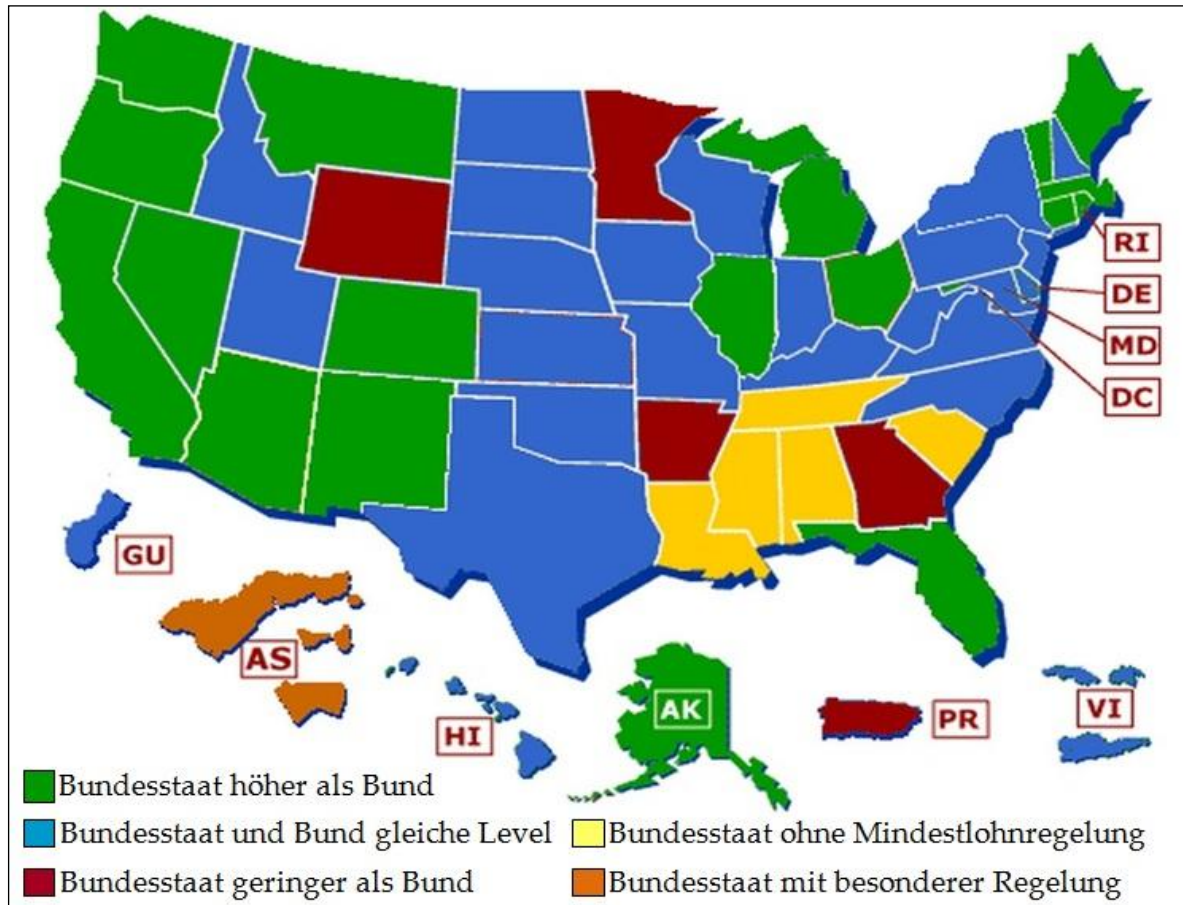 RI
DE
MD
DC
GU
AS
HI
AK
PR
VI
Bundesstaat höher als Bund
Bundesstaat und Bund gleiche Level
Bundesstaat ohne Mindestlohnregelung
Bundesstaat geringer als Bund
Bundesstaat mit besonderer Regelung